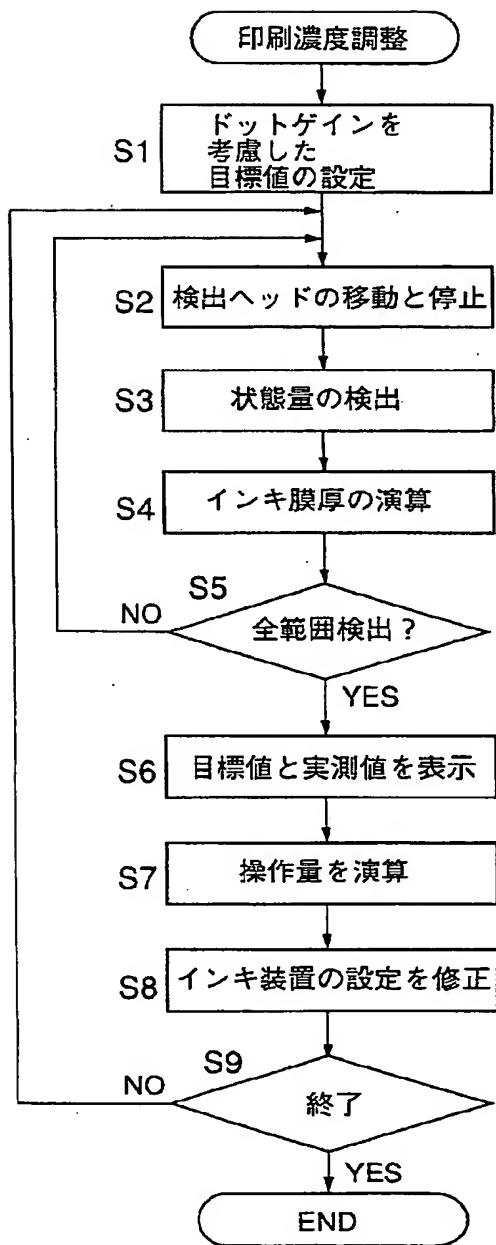 印刷濃度調整
S1
ドットゲインを
考慮した
目標値の設定
S2
検出ヘッドの移動と停止
S3
状態量の検出
S4
インキ膜厚の演算
S5
NO
全範囲検出？
YES
S6
目標値と実測値を表示
S7
操作量を演算
S8
インキ装置の設定を修正
S9
NO
終了
YES
END